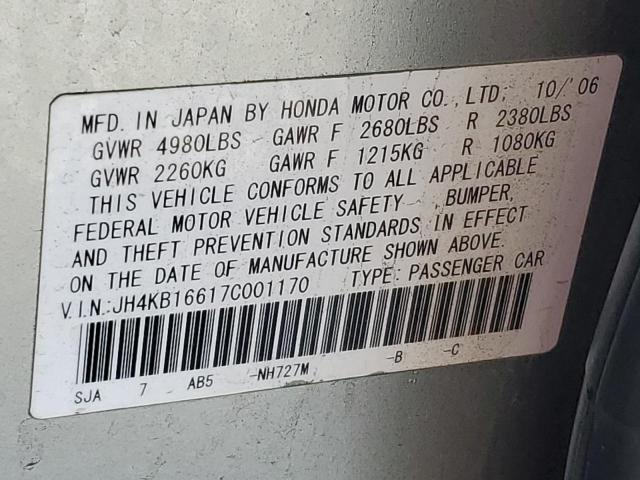 MFD. IN JAPAN BY HONDA MOTOR CO.,LTD. 10/'06
GVWR 4980LBS GAWR F 2680LBS R 2380LBS
GVWR 2260KG GAWR F 1215KG R 1080KG
THIS VEHICLE CONFORMS TO ALL APPLICABLE
FEDERAL MOTOR VEHICLE SAFETY ,BUMPER,
AND THEFT PREVENTION STANDARDS IN EFFECT
ON THE DATE OF MANUFACTURE SHOWN ABOVE.
V.I.N.:JH4KB16617C001170 TYPE: PASSENGER CAR
SJA 7 AB5 -NH727M -B -C